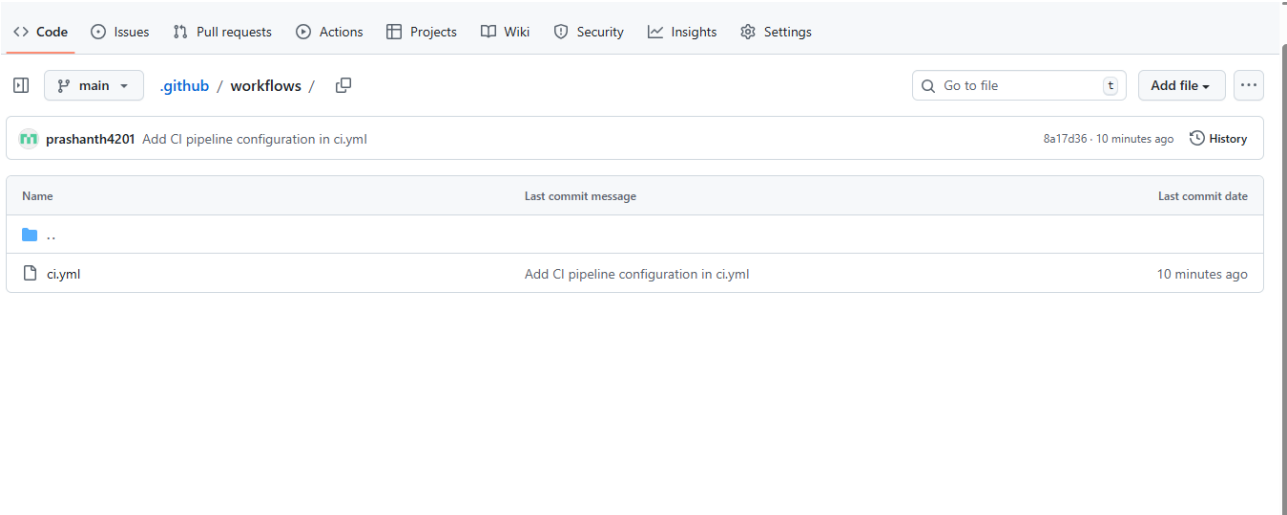 Code Issues Pull requests Actions Projects Wiki Security Insights Settings
main .github / workflows / Go to file t Add file ...
prashanth4201 Add CI pipeline configuration in ci.yml 8a17d36 · 10 minutes ago History
Name Last commit message Last commit date
..
ci.yml Add CI pipeline configuration in ci.yml 10 minutes ago